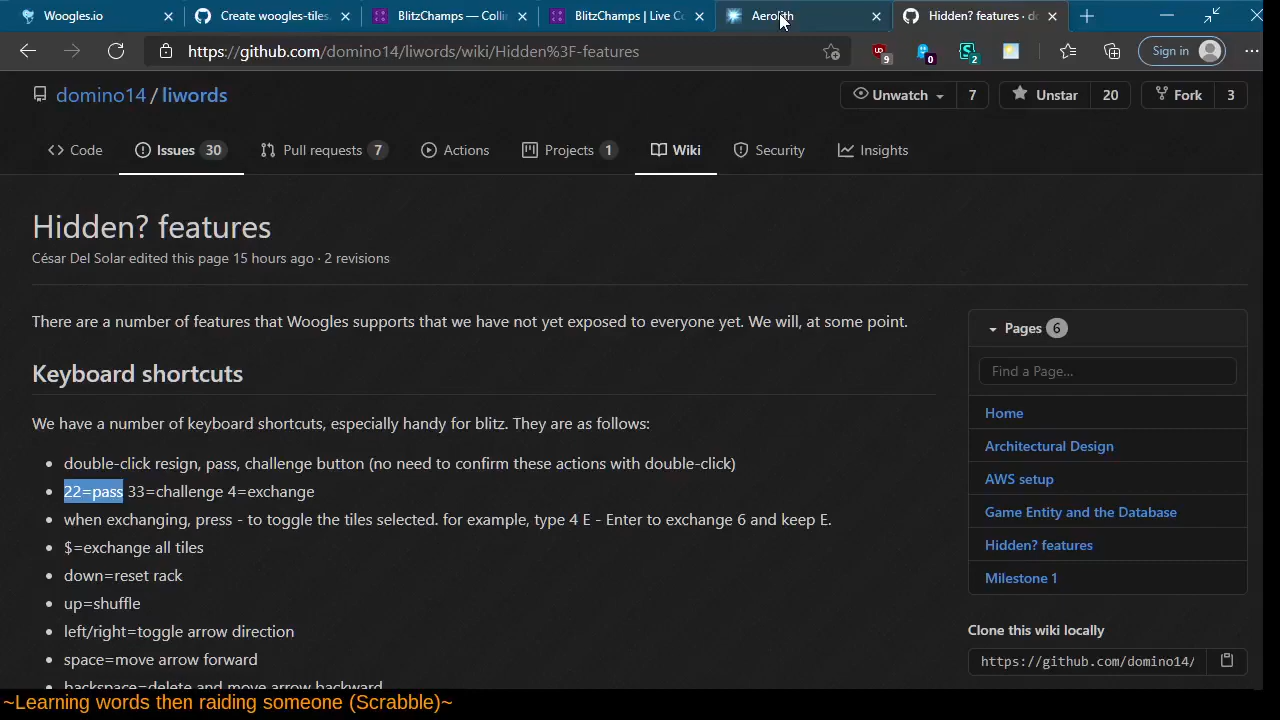 Woogles.io
Create woogles-tiles
BlitzChamps — Colli
BlitzChamps | Live C
Aerolith
Hidden? features · d
https://github.com/domino14/liwords/wiki/Hidden%3F-features
9
0
2
Sign in
domino14 / liwords
Unwatch 7
Unstar 20
Fork 3
Code
Issues 30
Pull requests 7
Actions
Projects 1
Wiki
Security
Insights
Hidden? features
César Del Solar edited this page 15 hours ago · 2 revisions
There are a number of features that Woogles supports that we have not yet exposed to everyone yet. We will, at some point.
Keyboard shortcuts
We have a number of keyboard shortcuts, especially handy for blitz. They are as follows:
• double-click resign, pass, challenge button (no need to confirm these actions with double-click)
• 22=pass 33=challenge 4=exchange
• when exchanging, press - to toggle the tiles selected. for example, type 4 E - Enter to exchange 6 and keep E.
• $=exchange all tiles
• down=reset rack
• up=shuffle
• left/right=toggle arrow direction
• space=move arrow forward
• backspace=delete and move arrow backward
Pages 6
Find a Page...
Home
Architectural Design
AWS setup
Game Entity and the Database
Hidden? features
Milestone 1
Clone this wiki locally
https://github.com/domino14/
~Learning words then raiding someone (Scrabble)~